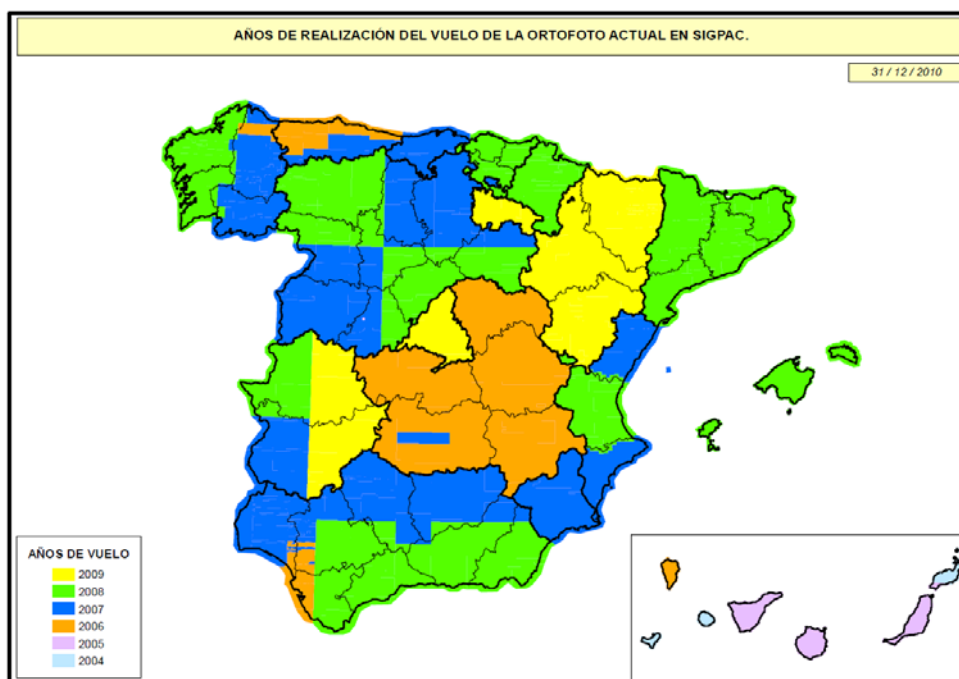 AÑOS DE REALIZACIÓN DEL VUELO DE LA ORTOFOTO ACTUAL EN SIGPAC.
31 / 12 / 2010
AÑOS DE VUELO
2009
2008
2007
2006
2005
2004